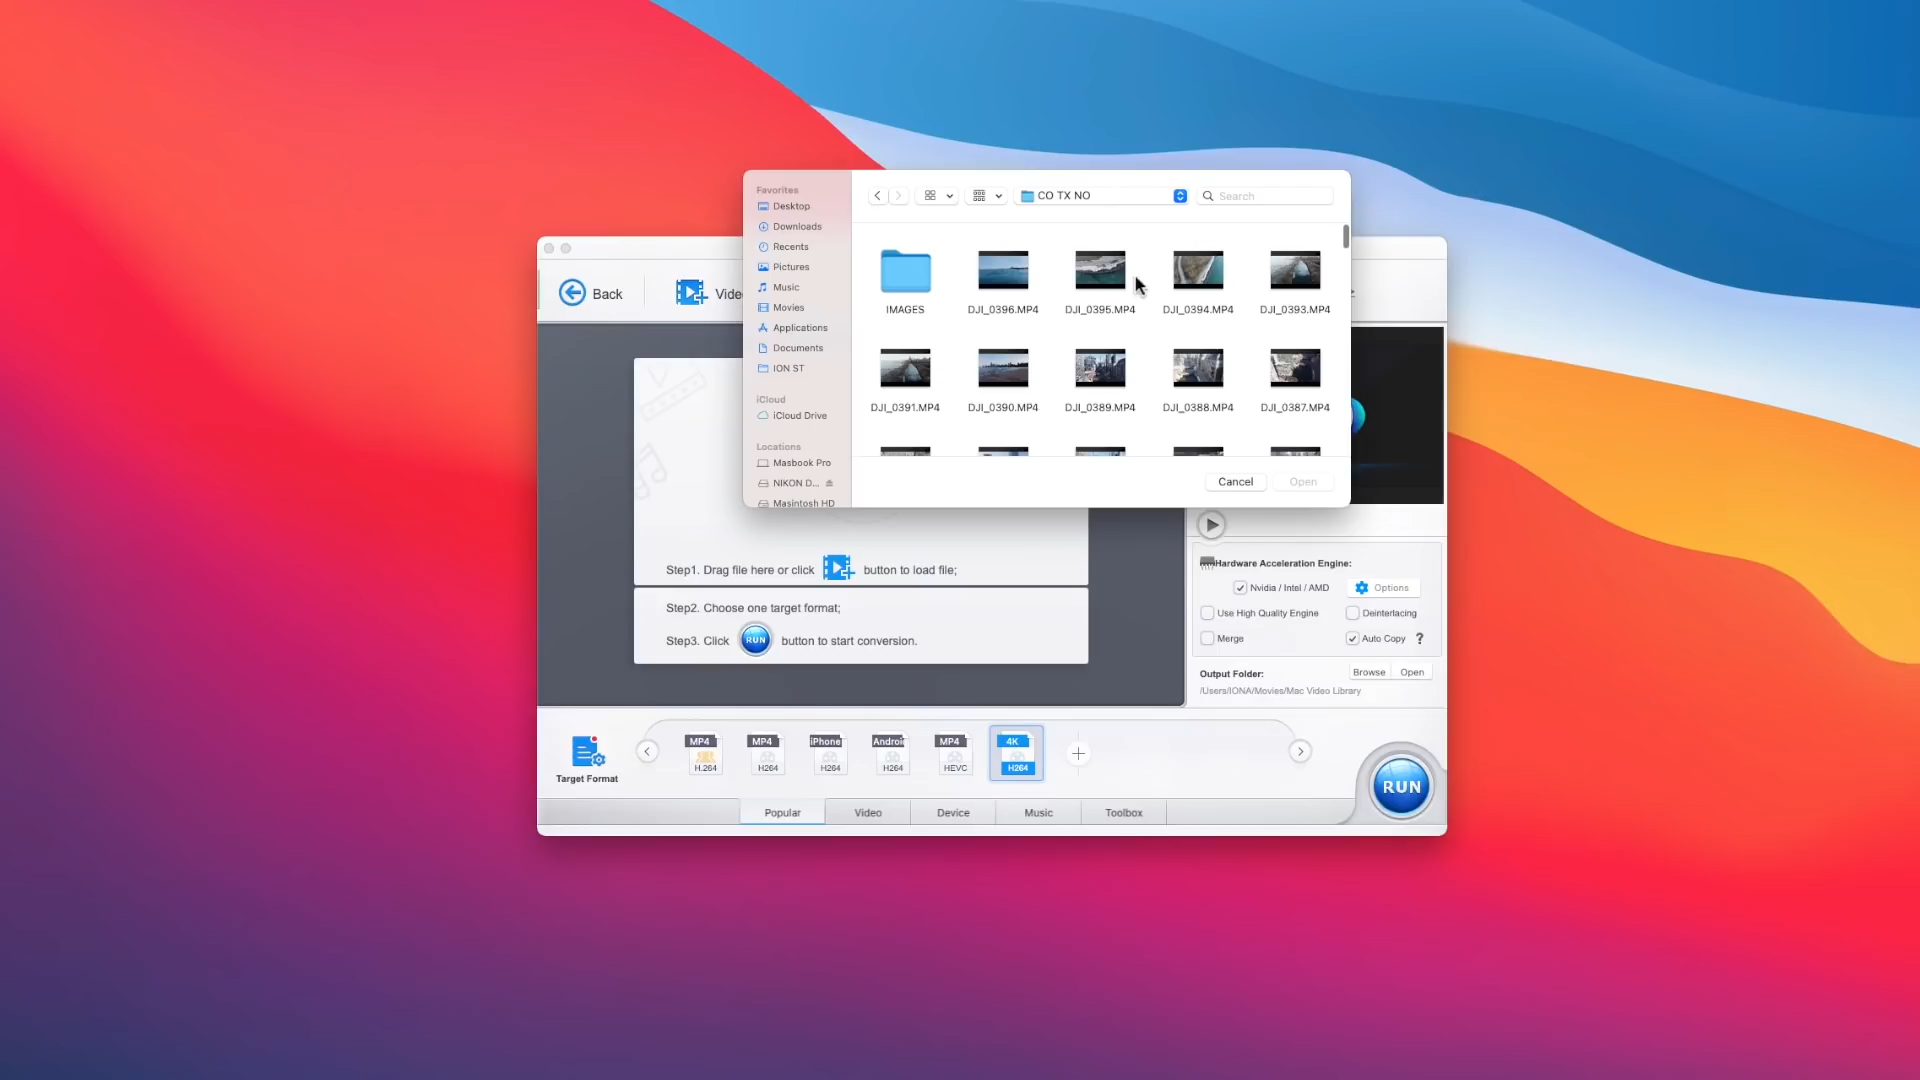 Favorites
Desktop
Downloads
Recents
Pictures
Music
Movies
Applications
Documents
ION ST
iCloud
iCloud Drive
Locations
Masbook Pro
NIKON D...
Masintosh HD
CO TX NO
Search
IMAGES
DJI_0396.MP4
DJI_0395.MP4
DJI_0394.MP4
DJI_0393.MP4
DJI_0391.MP4
DJI_0390.MP4
DJI_0389.MP4
DJI_0388.MP4
DJI_0387.MP4
Cancel
Open
Back
Step1. Drag file here or click button to load file;
Step2. Choose one target format;
Step3. Click RUN button to start conversion.
Hardware Acceleration Engine:
Nvidia / Intel / AMD
Options
Use High Quality Engine
Deinterlacing
Merge
Auto Copy ?
Output Folder:
Browse
Open
/Users/IONA/Movies/Mac Video Library
Target Format
MP4
H.264
MP4
H264
iPhone
H264
Android
H264
MP4
HEVC
4K
H264
RUN
Popular
Video
Device
Music
Toolbox